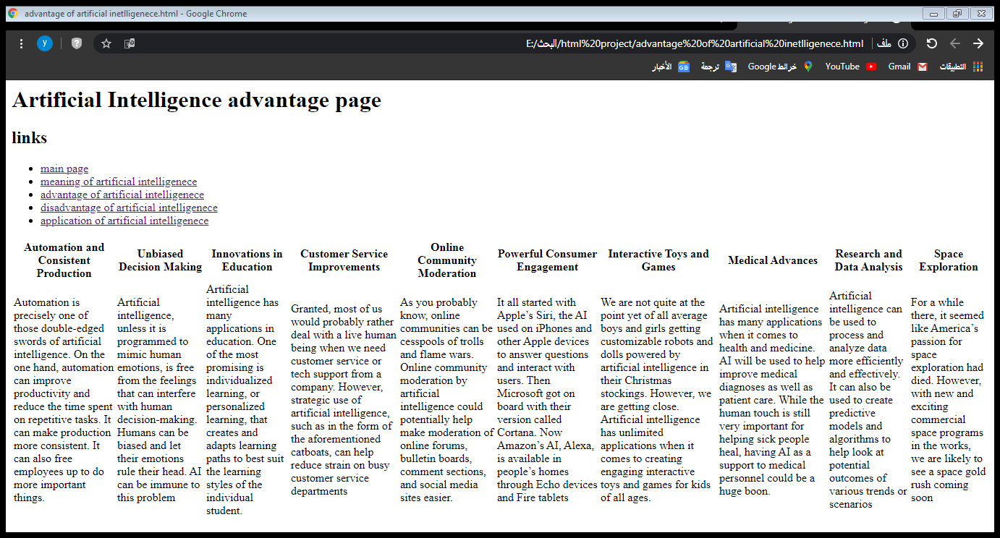 advantage of artificial inetlligenece.html - Google Chrome
y
E:/البحث/html%20project/advantage%20of%20artificial%20inetlligenece.html
ملف
الأخبار
ترجمة
خرائط Google
YouTube
Gmail
التطبيقات
Artificial Intelligence advantage page
links
main page
meaning of artificial intelligenece
advantage of artificial intelligenece
disadvantage of artificial intelligenece
application of artificial intelligenece
Automation and
Consistent
Production
Automation is
precisely one of
those double-edged
swords of artificial
intelligence. On the
one hand, automation
can improve
productivity and
reduce the time spent
on repetitive tasks. It
can make production
more consistent. It
can also free
employees up to do
more important
things.
Unbiased
Decision Making
Artificial
intelligence,
unless it is
programmed to
mimic human
emotions, is free
from the feelings
that can interfere
with human
decision-making.
Humans can be
biased and let
their emotions
rule their head. AI
can be immune to
this problem
Innovations in
Education
Artificial
intelligence has
many
applications in
education. One
of the most
promising is
individualized
learning, or
personalized
learning, that
creates and
adapts learning
paths to best suit
the learning
styles of the
individual
student.
Customer Service
Improvements
Granted, most of us
would probably rather
deal with a live human
being when we need
customer service or
tech support from a
company. However,
strategic use of
artificial intelligence,
such as in the form of
the aforementioned
catboats, can help
reduce strain on busy
customer service
departments
Online
Community
Moderation
As you probably
know, online
communities can be
cesspools of trolls
and flame wars.
Online community
moderation by
artificial
intelligence could
potentially help
make moderation of
online forums,
bulletin boards,
comment sections,
and social media
sites easier.
Powerful Consumer
Engagement
It all started with
Apple’s Siri, the AI
used on iPhones and
other Apple devices
to answer questions
and interact with
users. Then
Microsoft got on
board with their
version called
Cortana. Now
Amazon’s AI, Alexa,
is available in
people’s homes
through Echo devices
and Fire tablets
Interactive Toys and
Games
We are not quite at the
point yet of all average
boys and girls getting
customizable robots and
dolls powered by
artificial intelligence in
their Christmas
stockings. However, we
are getting close.
Artificial intelligence
has unlimited
applications when it
comes to creating
engaging interactive
toys and games for kids
of all ages.
Medical Advances
Artificial intelligence
has many applications
when it comes to
health and medicine.
AI will be used to help
improve medical
diagnoses as well as
patient care. While the
human touch is still
very important for
helping sick people
heal, having AI as a
support to medical
personnel could be a
huge boon.
Research and
Data Analysis
Artificial
intelligence can
be used to
process and
analyze data
more efficiently
and effectively.
It can also be
used to create
predictive
models and
algorithms to
help look at
potential
outcomes of
various trends or
scenarios
Space
Exploration
For a while
there, it seemed
like America’s
passion for
space
exploration had
died. However,
with new and
exciting
commercial
space programs
in the works,
we are likely to
see a space gold
rush coming
soon